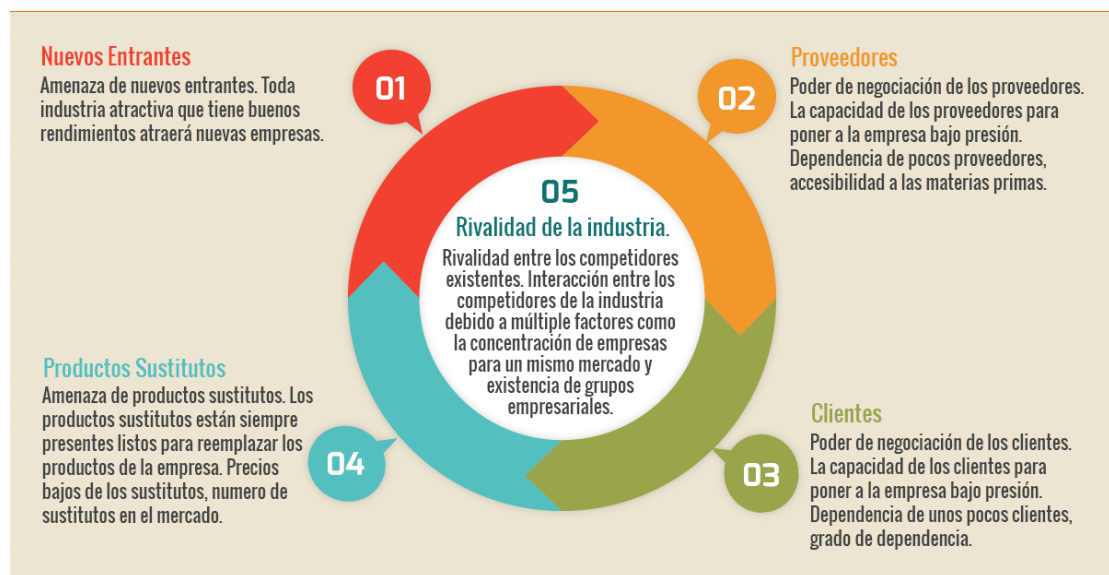 Nuevos Entrantes
Amenaza de nuevos entrantes. Toda
industria atractiva que tiene buenos
rendimientos atraerá nuevas empresas.
01
02
Proveedores
Poder de negociación de los proveedores.
La capacidad de los proveedores para
poner a la empresa bajo presión.
Dependencia de pocos proveedores,
accesibilidad a las materias primas.
05
Rivalidad de la industria.
Rivalidad entre los competidores
existentes. Interacción entre los
competidores de la industria
debido a múltiple factores como
la concentración de empresas
para un mismo mercado y
existencia de grupos
empresariales.
Productos Sustitutos
Amenaza de productos sustitutos. Los
productos sustitutos están siempre
presentes listos para reemplazar los
productos de la empresa. Precios
bajos de los sustitutos, numero de
sustitutos en el mercado.
04
03
Clientes
Poder de negociación de los clientes.
La capacidad de los clientes para
poner a la empresa bajo presión.
Dependencia de unos pocos clientes,
grado de dependencia.